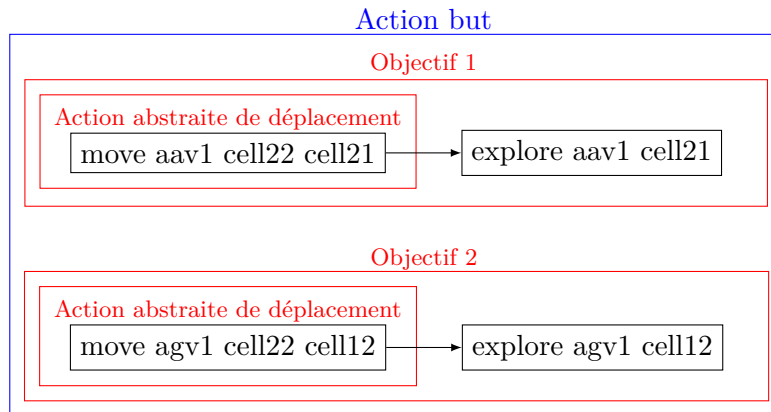 Action but
Objectif 1
Action abstraite de déplacement
move aav1 cell22 cell21
explore aav1 cell21
Objectif 2
Action abstraite de déplacement
move agv1 cell22 cell12
explore agv1 cell12